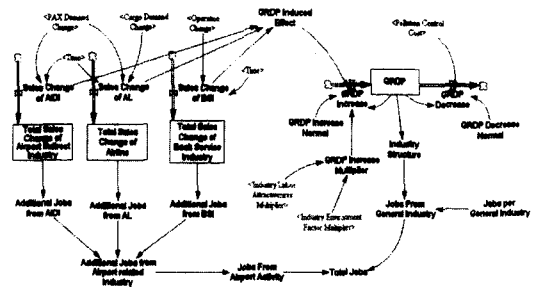 <PAX Demand
Change>
<Cargo Demand
Change>
<Operation
Change>
GRDP Induced
Effect
<Pollution Control
Cost>
<Time>
<Time>
Sales Change
of AIDI
Sales Change
of AL
Sales Change
of BSI
GRDP
GRDP
Increase
GRDP
Decrease
GRDP Increase
Normal
GRDP Decrease
Normal
Total Sales
Change of
Airport
Industry
Total Sales
Change of
Airline
Total Sales
Change of
Service
Industry
GRDP Increase
Multiplier
Industry
Structure
<Industry Labor
Attractiveness
Multiplier>
<Industry Environment
Factor Multiplier>
Additional Jobs
from AIDI
Additional Jobs
from AL
Additional Jobs
from BSI
Jobs From
General Industry
Jobs per
General Industry
Additional Jobs from
Airport related
Industry
Jobs From
Airport Activity
Total Jobs